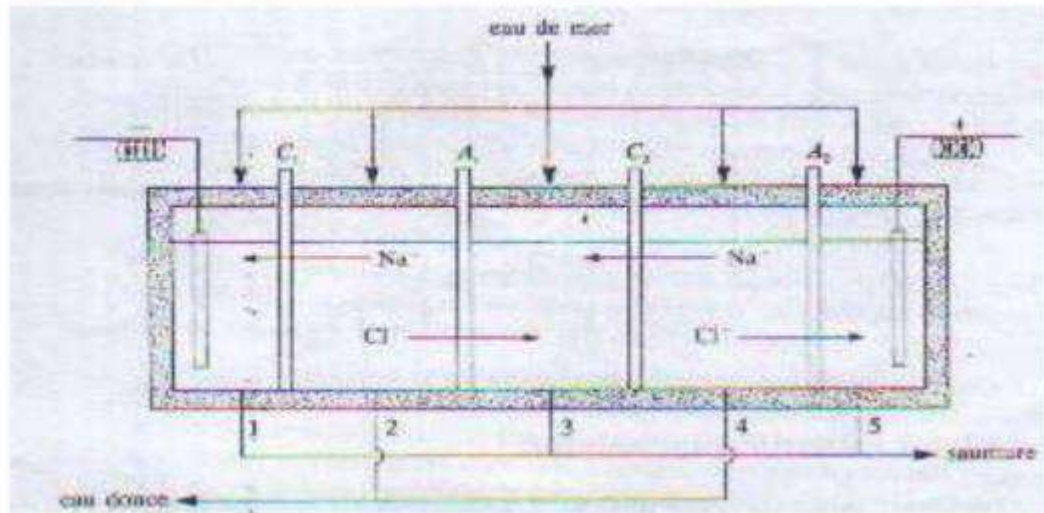 eau de mer
−
+
C₁ A₁ C₂ A₂
Na Na⁻
Cl⁻ Cl⁻
1 2 3 4 5
saumure
eau douce